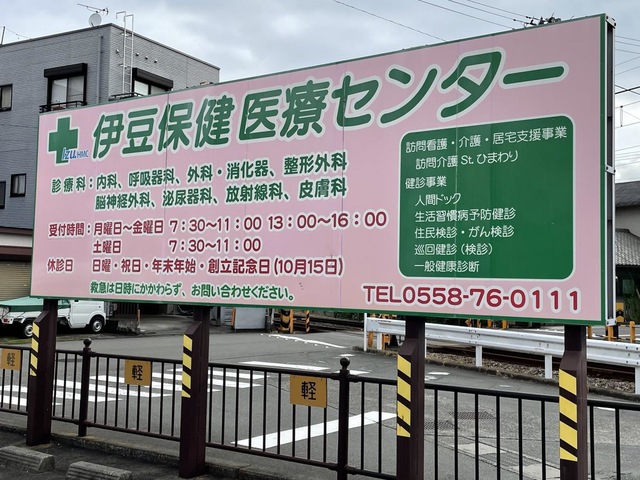 Izu HMC
伊豆保健医療センター
診療科：内科、呼吸器科、外科・消化器、整形外科
脳神経外科、泌尿器科、放射線科、皮膚科
受付時間：月曜日～金曜日 7：30～11：00 13：00～16：00
土曜日 7：30～11：00
休診日 日曜・祝日・年末年始・創立記念日(10月15日)
救急は日時にかかわらず、お問い合わせください。
訪問看護・介護・居宅支援事業
訪問介護 St.ひまわり
健診事業
人間ドック
生活習慣病予防健診
住民検診・がん検診
巡回健診（検診）
一般健康診断
TEL0558-76-0111
軽
軽
軽